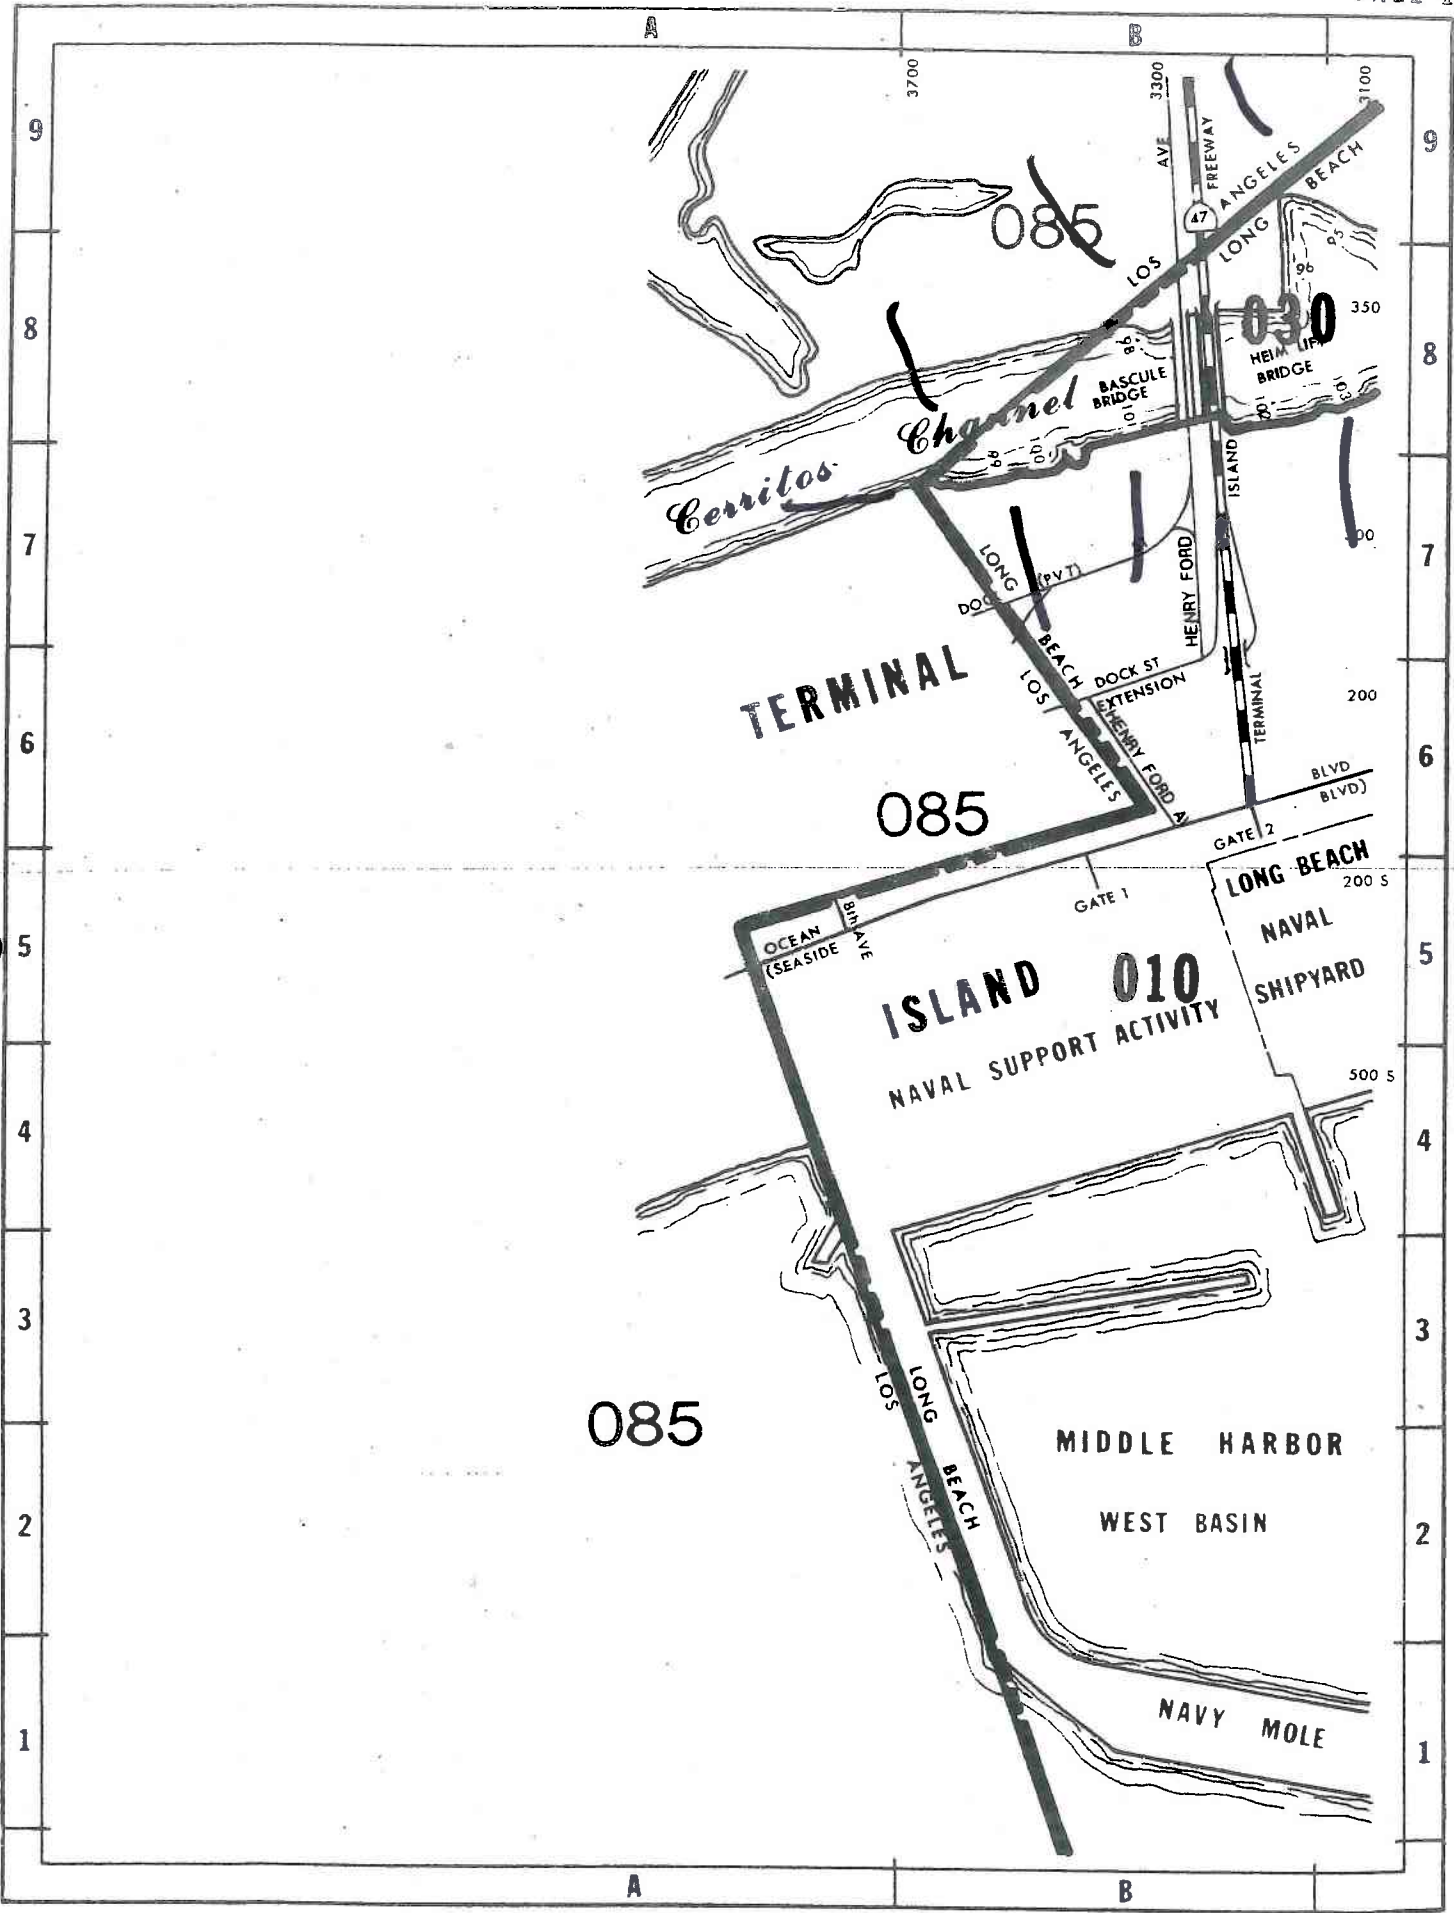 A
B
9
9
3700
3300
3100
AVE
FREEWAY
47
085
LOS ANGELES
LONG BEACH
95
96
8
8
030
350
98
HEIM LIFT
BRIDGE
BASCULE
BRIDGE
101
102
103
99
Cerritos Channel
ISLAND
7
7
LONG BEACH
LOS ANGELES
DOCK
(PVT)
HENRY FORD
DOCK ST
EXTENSION
TERMINAL
200
6
6
TERMINAL
HENRY FORD AV
BLVD
BLVD)
085
GATE 2
GATE 1
LONG BEACH
NAVAL
SHIPYARD
200 S
5
5
OCEAN
(SEASIDE
8th AVE
ISLAND
010
NAVAL SUPPORT ACTIVITY
500 S
4
4
3
3
LOS ANGELES
LONG BEACH
085
MIDDLE HARBOR
WEST BASIN
2
2
NAVY MOLE
1
1
A
B